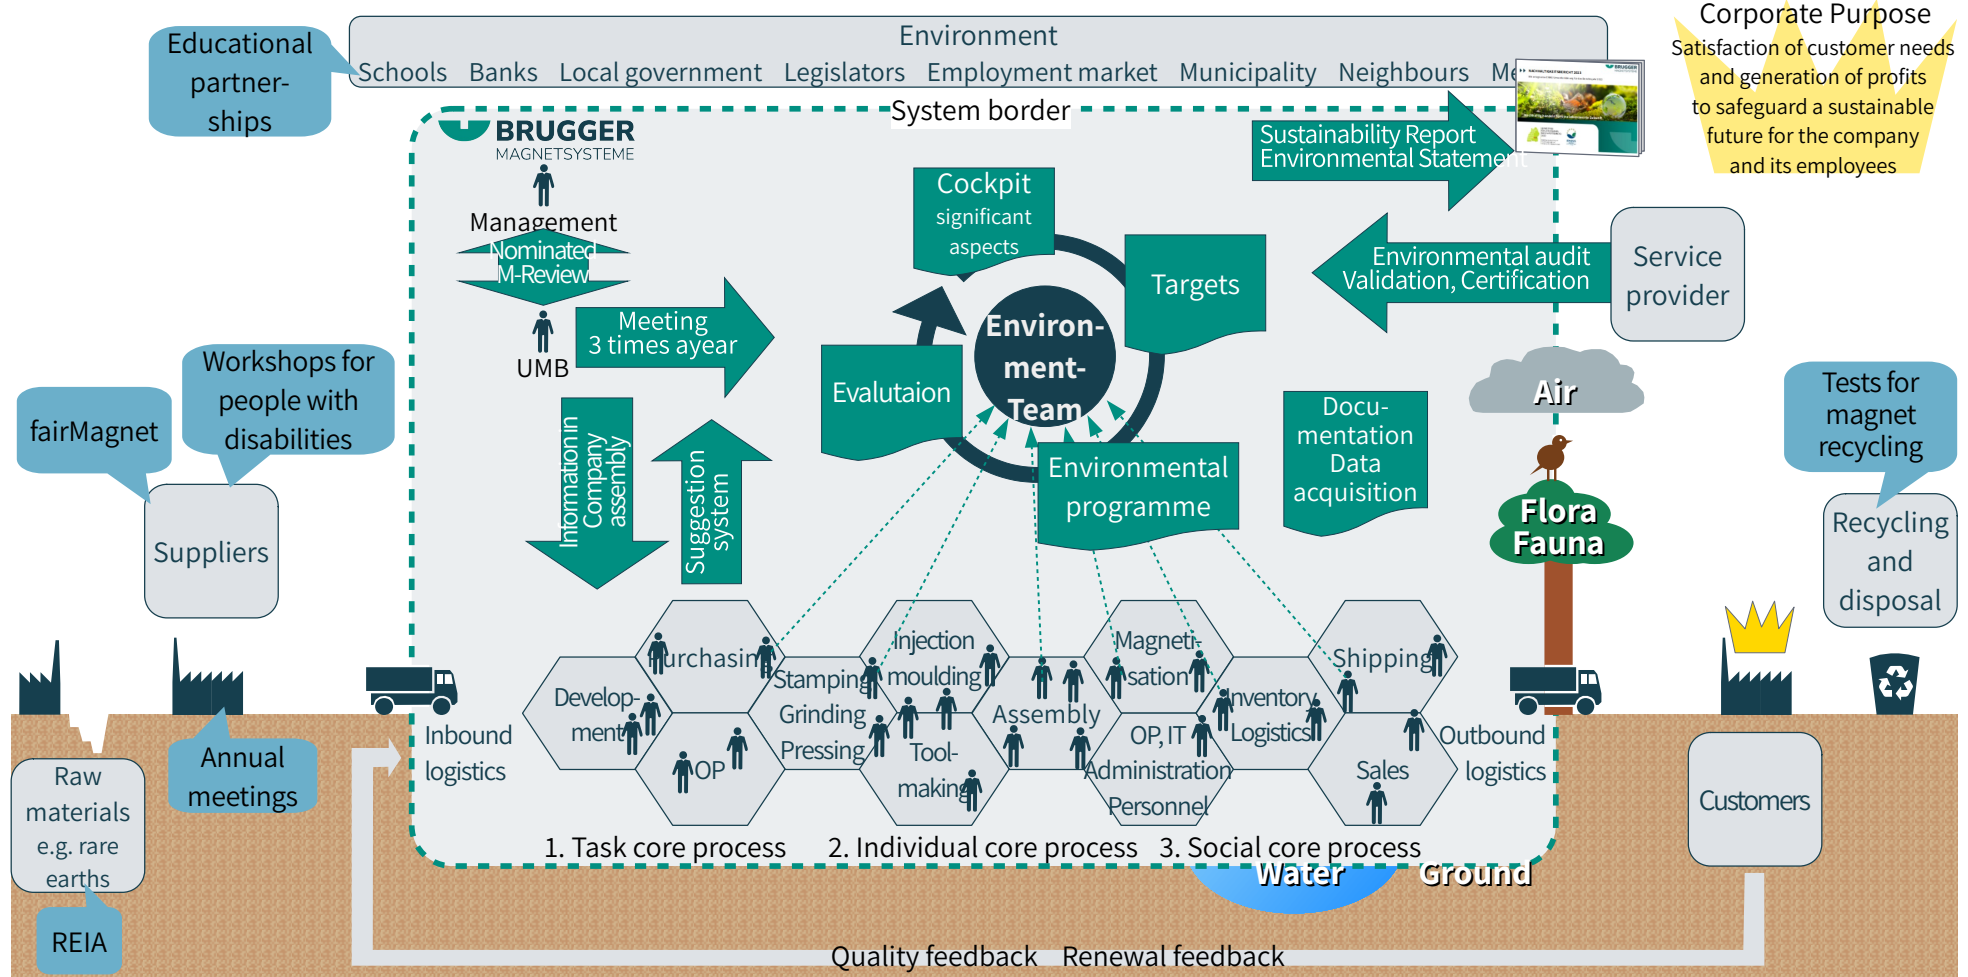 Environment
Schools Banks Local government Legislators Employment market Municipality Neighbours Me
Educational
partner-
ships
Corporate Purpose
Satisfaction of customer needs
and generation of profits
to safeguard a sustainable
future for the company
and its employees
System border
BRUGGER
MAGNETSYSTEME
Sustainability Report
Environmental Statement
BRUGGER
Management
Nominated
M-Review
UMB
Meeting
3 times ayear
Cockpit
significant
aspects
Targets
Environ-
ment-
Team
Evalutaion
Environmental
programme
Environmental audit
Validation, Certification
Service
provider
Docu-
mentation
Data
acquisition
Information in
Company
assembly
Suggestion
system
Air
Flora
Fauna
Tests for
magnet
recycling
Recycling
and
disposal
fairMagnet
Workshops for
people with
disabilities
Suppliers
Annual
meetings
Raw
materials
e.g. rare
earths
REIA
Inbound
logistics
Develop-
ment
Purchasing
OP
Stamping
Grinding
Pressing
Injection
moulding
Tool-
making
Assembly
Magneti-
sation
OP, IT
Administration
Personnel
Inventory
Logistics
Shipping
Sales
Outbound
logistics
Customers
1. Task core process 2. Individual core process 3. Social core process
Water Ground
Quality feedback Renewal feedback